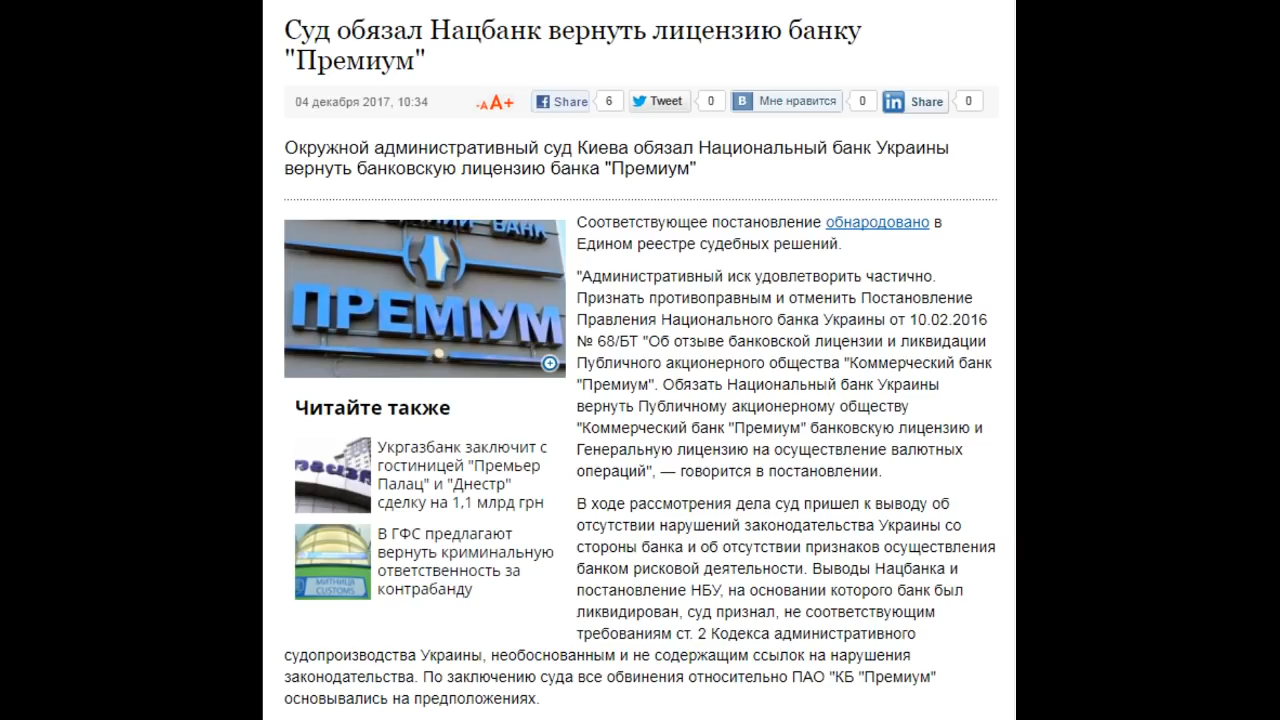 Суд обязал Нацбанк вернуть лицензию банку
"Премиум"
04 декабря 2017, 10:34
-А А+
Share
6
Tweet
0
В
Мне нравится
0
in
Share
0
Окружной административный суд Киева обязал Национальный банк Украины
вернуть банковскую лицензию банка "Премиум"
БАНК
ПРЕМІУМ
Читайте также
Укргазбанк заключит с
гостиницей "Премьер
Палац" и "Днестр"
сделку на 1,1 млрд грн
В ГФС предлагают
вернуть криминальную
ответственность за
контрабанду
МИТНИЦА
CUSTOMS
Соответствующее постановление обнародовано в
Едином реестре судебных решений.
"Административный иск удовлетворить частично.
Признать противоправным и отменить Постановление
Правления Национального банка Украины от 10.02.2016
№ 68/БТ "Об отзыве банковской лицензии и ликвидации
Публичного акционерного общества "Коммерческий банк
"Премиум". Обязать Национальный банк Украины
вернуть Публичному акционерному обществу
"Коммерческий банк "Премиум" банковскую лицензию и
Генеральную лицензию на осуществление валютных
операций", — говорится в постановлении.
В ходе рассмотрения дела суд пришел к выводу об
отсутствии нарушений законодательства Украины со
стороны банка и об отсутствии признаков осуществления
банком рисковой деятельности. Выводы Нацбанка и
постановление НБУ, на основании которого банк был
ликвидирован, суд признал, не соответствующим
требованиям ст. 2 Кодекса административного
судопроизводства Украины, необоснованным и не содержащим ссылок на нарушения
законодательства. По заключению суда все обвинения относительно ПАО "КБ "Премиум"
основывались на предположениях.